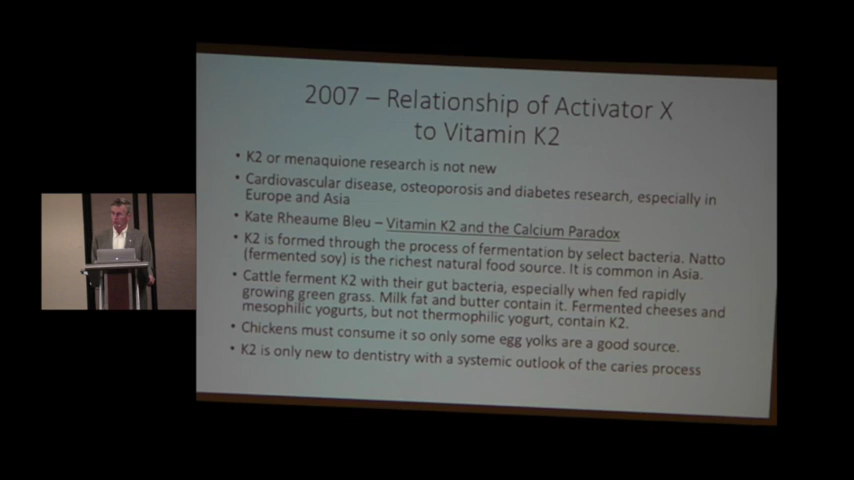 2007 – Relationship of Activator X
to Vitamin K2
• K2 or menaquione research is not new
• Cardiovascular disease, osteoporosis and diabetes research, especially in
Europe and Asia
• Kate Rheaume Bleu – Vitamin K2 and the Calcium Paradox
• K2 is formed through the process of fermentation by select bacteria. Natto
(fermented soy) is the richest natural food source. It is common in Asia.
• Cattle ferment K2 with their gut bacteria, especially when fed rapidly
growing green grass. Milk fat and butter contain it. Fermented cheeses and
mesophilic yogurts, but not thermophilic yogurt, contain K2.
• Chickens must consume it so only some egg yolks are a good source.
• K2 is only new to dentistry with a systemic outlook of the caries process